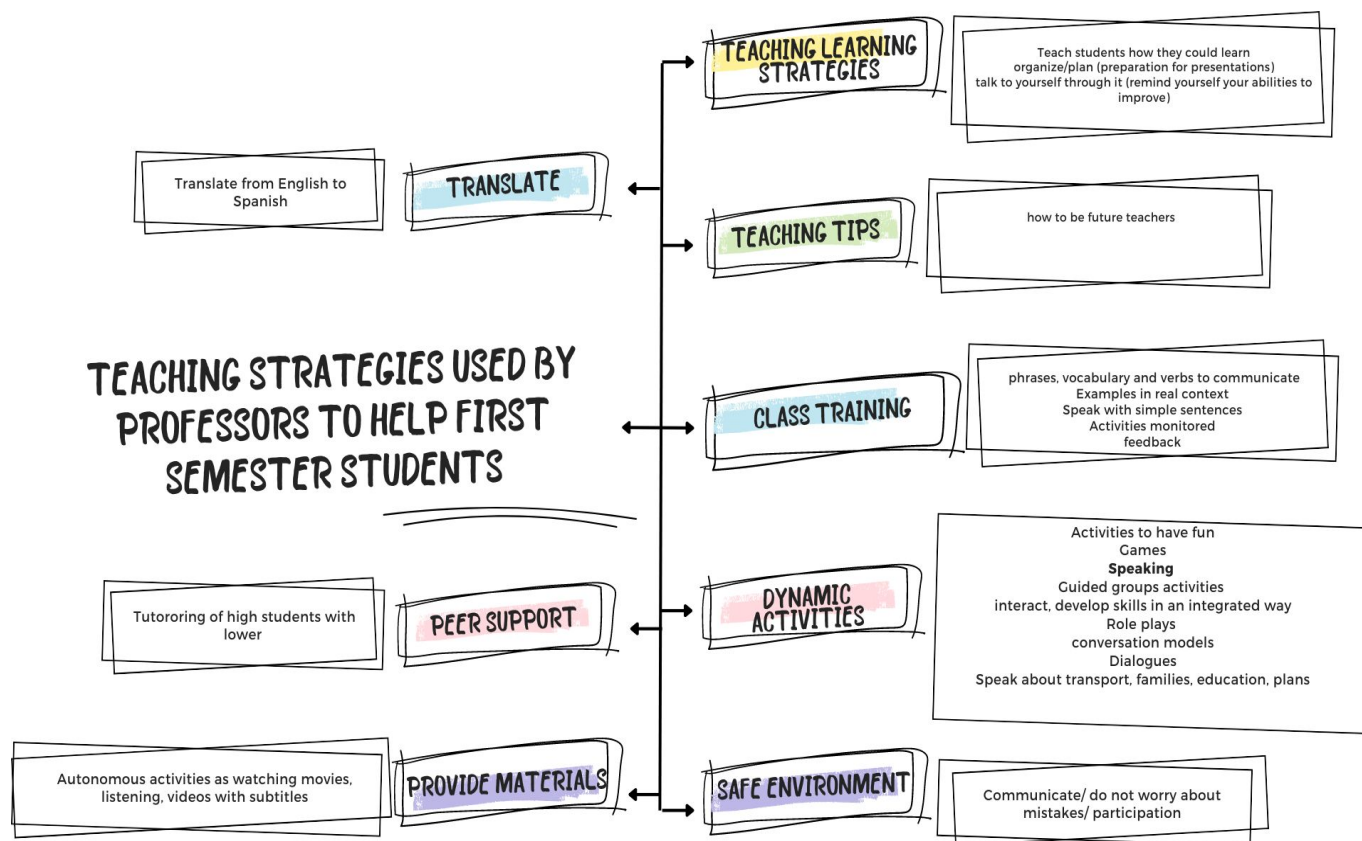 TEACHING STRATEGIES USED BY
PROFESSORS TO HELP FIRST
SEMESTER STUDENTS
TRANSLATE
Translate from English to
Spanish
PEER SUPPORT
Tutororing of high students with
lower
PROVIDE MATERIALS
Autonomous activities as watching movies,
listening, videos with subtitles
TEACHING LEARNING
STRATEGIES
Teach students how they could learn
organize/plan (preparation for presentations)
talk to yourself through it (remind yourself your abilities to
improve)
TEACHING TIPS
how to be future teachers
CLASS TRAINING
phrases, vocabulary and verbs to communicate
Examples in real context
Speak with simple sentences
Activities monitored
feedback
DYNAMIC
ACTIVITIES
Activities to have fun
Games
Speaking
Guided groups activities
interact, develop skills in an integrated way
Role plays
conversation models
Dialogues
Speak about transport, families, education, plans
SAFE ENVIRONMENT
Communicate/ do not worry about
mistakes/ participation